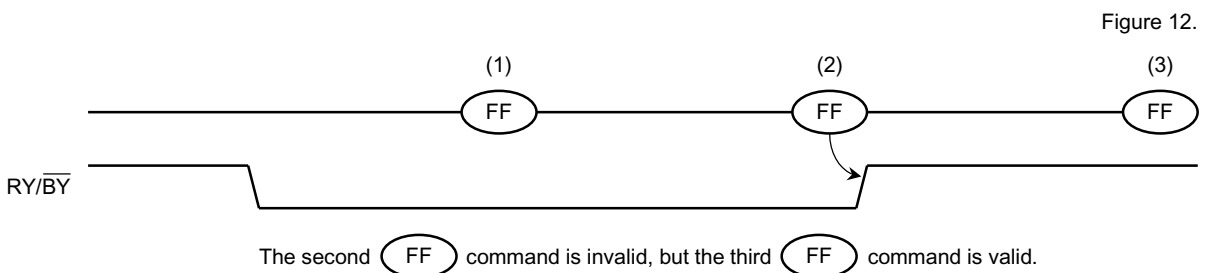 Figure 12.
(1) (2) (3)
FF FF FF
RY/BY
The second FF command is invalid, but the third FF command is valid.